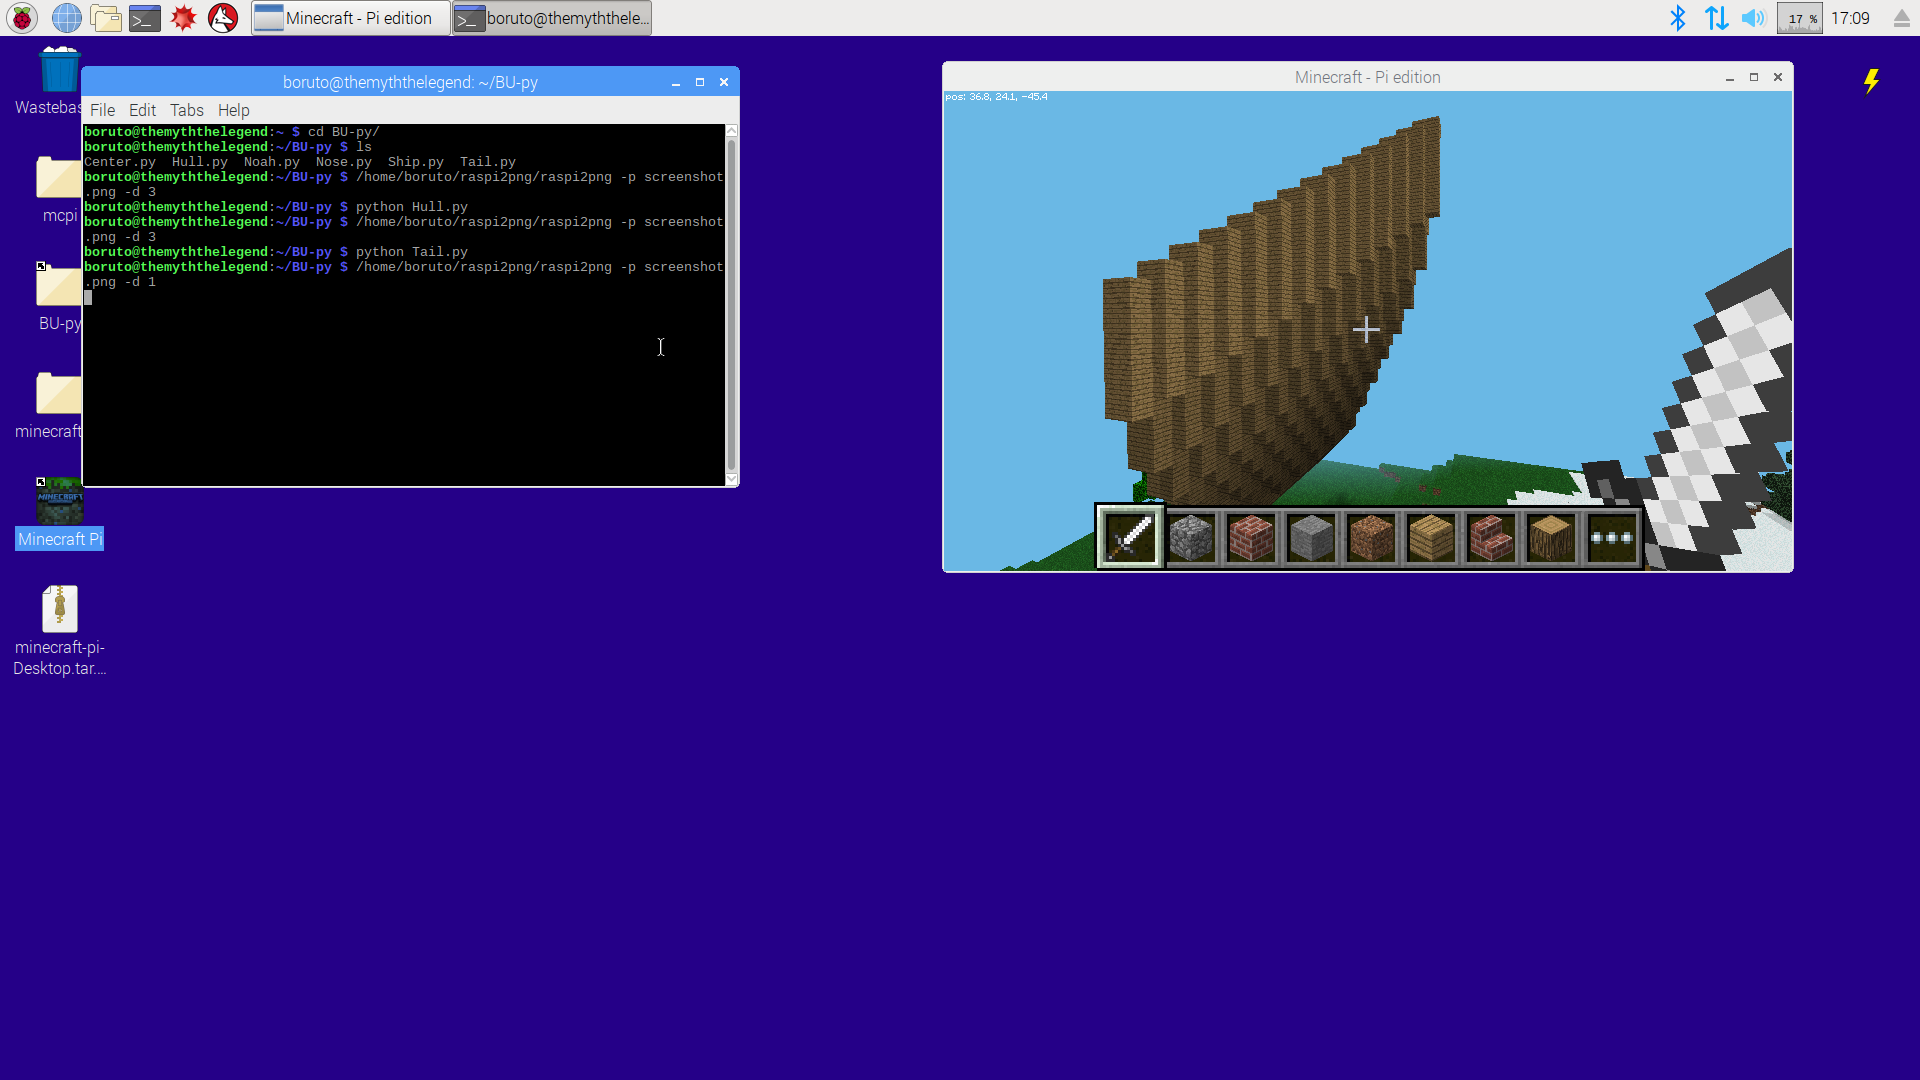 Minecraft - Pi edition
boruto@themyththele...
17 %
17:09
Wastebas
mcpi
BU-py
minecraft
MINECRAFT
Minecraft Pi
minecraft-pi-
Desktop.tar....
boruto@themyththelegend: ~/BU-py
File Edit Tabs Help
boruto@themyththelegend:~ $ cd BU-py/
boruto@themyththelegend:~/BU-py $ ls
Center.py Hull.py Noah.py Nose.py Ship.py Tail.py
boruto@themyththelegend:~/BU-py $ /home/boruto/raspi2png/raspi2png -p screenshot
.png -d 3
boruto@themyththelegend:~/BU-py $ python Hull.py
boruto@themyththelegend:~/BU-py $ /home/boruto/raspi2png/raspi2png -p screenshot
.png -d 3
boruto@themyththelegend:~/BU-py $ python Tail.py
boruto@themyththelegend:~/BU-py $ /home/boruto/raspi2png/raspi2png -p screenshot
.png -d 1
Minecraft - Pi edition
pos: 36.8, 24.1, -45.4